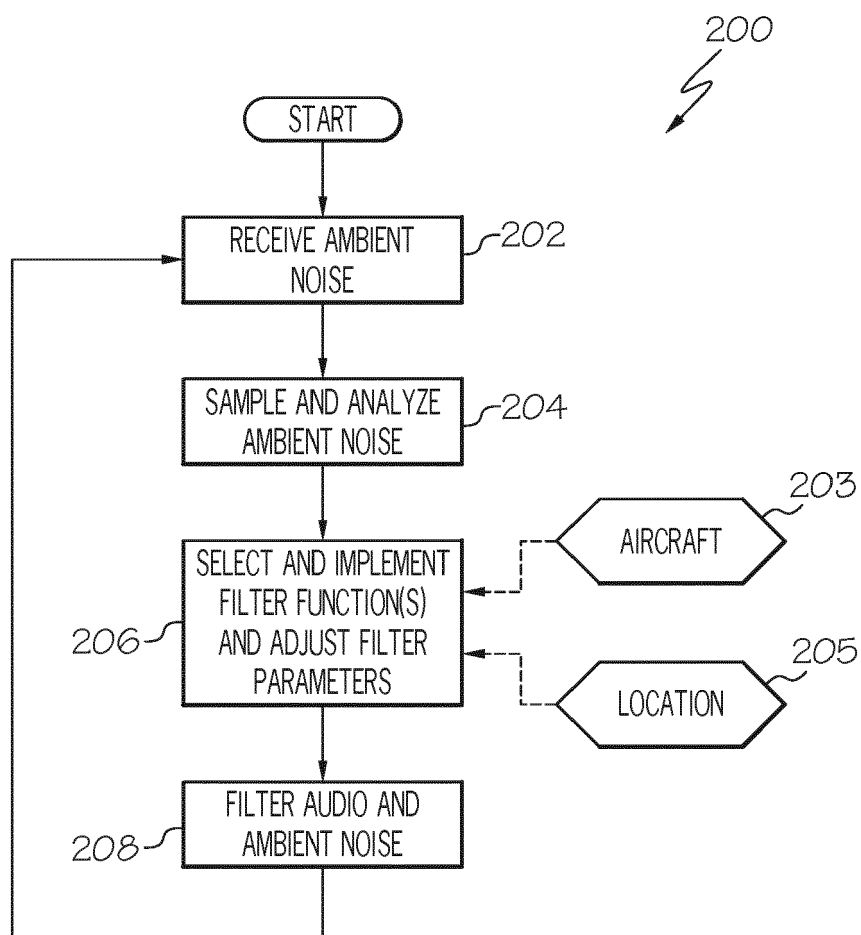 200
START
RECEIVE AMBIENT
NOISE
202
SAMPLE AND ANALYZE
AMBIENT NOISE
204
203
AIRCRAFT
SELECT AND IMPLEMENT
FILTER FUNCTION(S)
AND ADJUST FILTER
PARAMETERS
206
205
LOCATION
FILTER AUDIO AND
AMBIENT NOISE
208